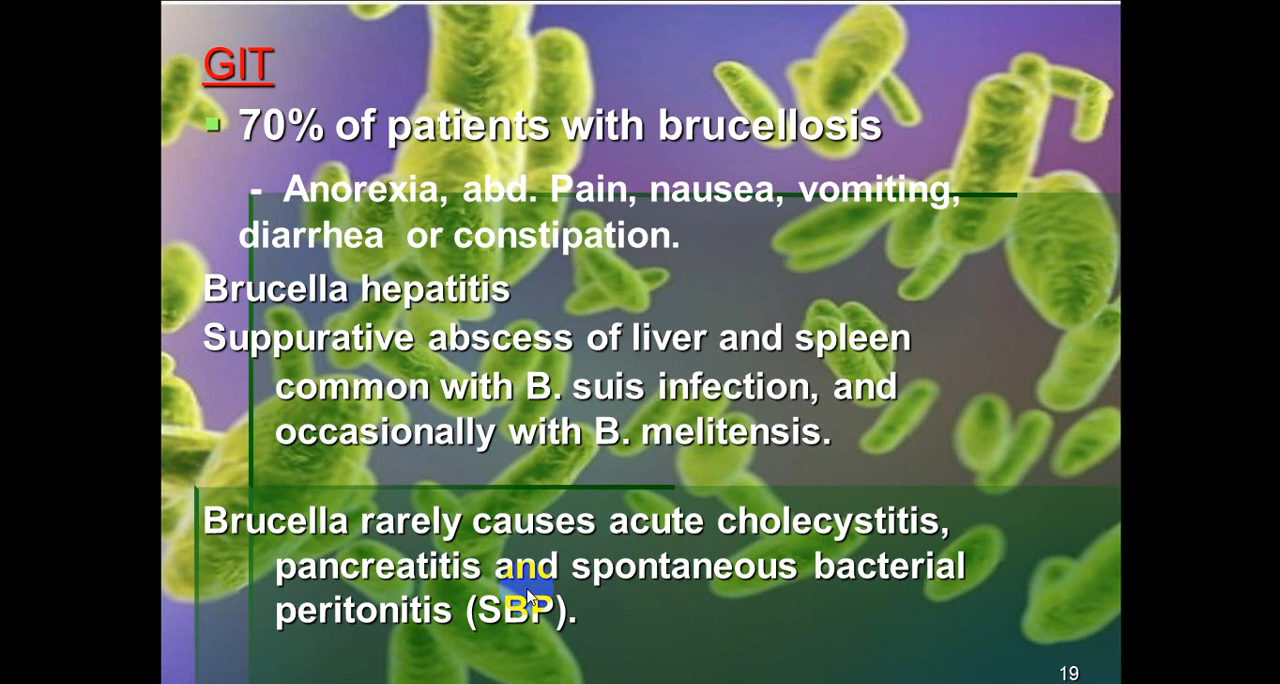 GIT
70% of patients with brucellosis
- Anorexia, abd. Pain, nausea, vomiting,
diarrhea or constipation.
Brucella hepatitis
Suppurative abscess of liver and spleen
common with B. suis infection, and
occasionally with B. melitensis.
Brucella rarely causes acute cholecystitis,
pancreatitis and spontaneous bacterial
peritonitis (SBP).
19